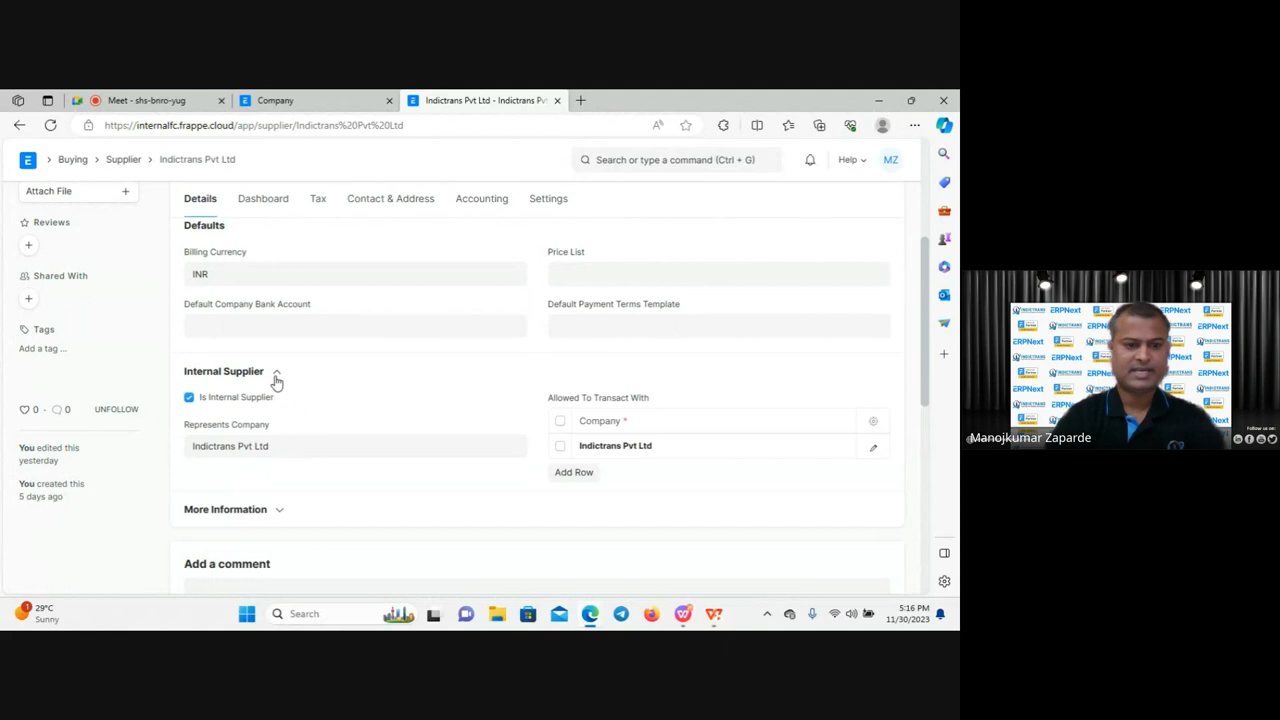 Meet - shs-bnro-yug
Company
Indictrans Pvt Ltd - Indictrans Pv
https://internalfc.frappe.cloud/app/supplier/Indictrans%20Pvt%20Ltd
Buying
Supplier
Indictrans Pvt Ltd
Search or type a command (Ctrl + G)
Help
MZ
Attach File
Details
Dashboard
Tax
Contact & Address
Accounting
Settings
Reviews
Shared With
Tags
Add a tag ...
0 · 0
UNFOLLOW
You edited this
yesterday
You created this
5 days ago
Defaults
Billing Currency
Price List
INR
Default Company Bank Account
Default Payment Terms Template
Internal Supplier
Is Internal Supplier
Represents Company
Indictrans Pvt Ltd
Allowed To Transact With
Company *
Indictrans Pvt Ltd
Add Row
More Information
Add a comment
29°C
Sunny
Search
5:16 PM
11/30/2023
ERPNext
INDICTRANS
Follow us on:
Manojkumar Zaparde